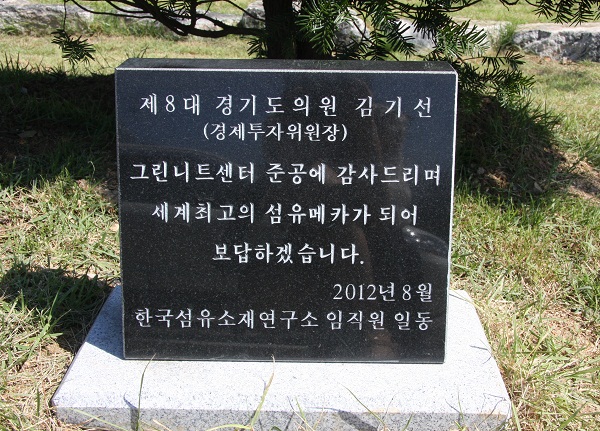 제8대 경기도의원 김기선
(경제투자위원장)
그린니트센터 준공에 감사드리며
세계최고의 섬유메카가 되어
보답하겠습니다.
2012년 8월
한국섬유소재연구소 임직원 일동